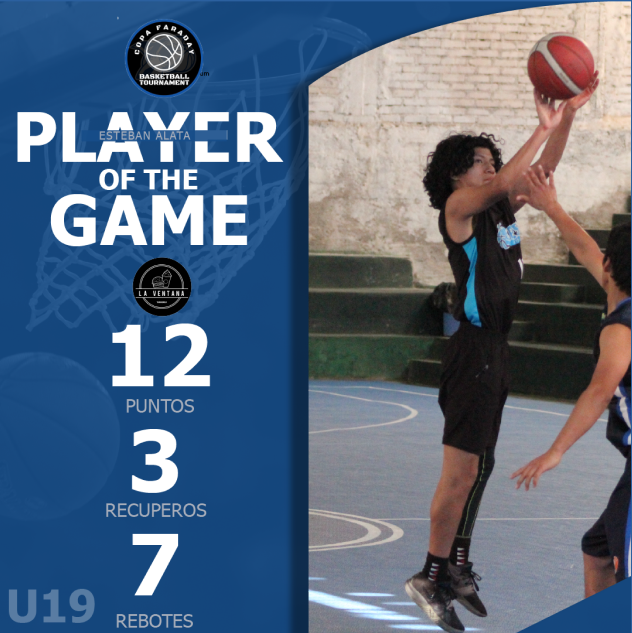 COPA FARADAY
BASKETBALL
TOURNAMENT
PLAYER
ESTEBAN ALATA
OF THE
GAME
LA VENTANA
12
PUNTOS
3
RECUPEROS
7
REBOTES
U19